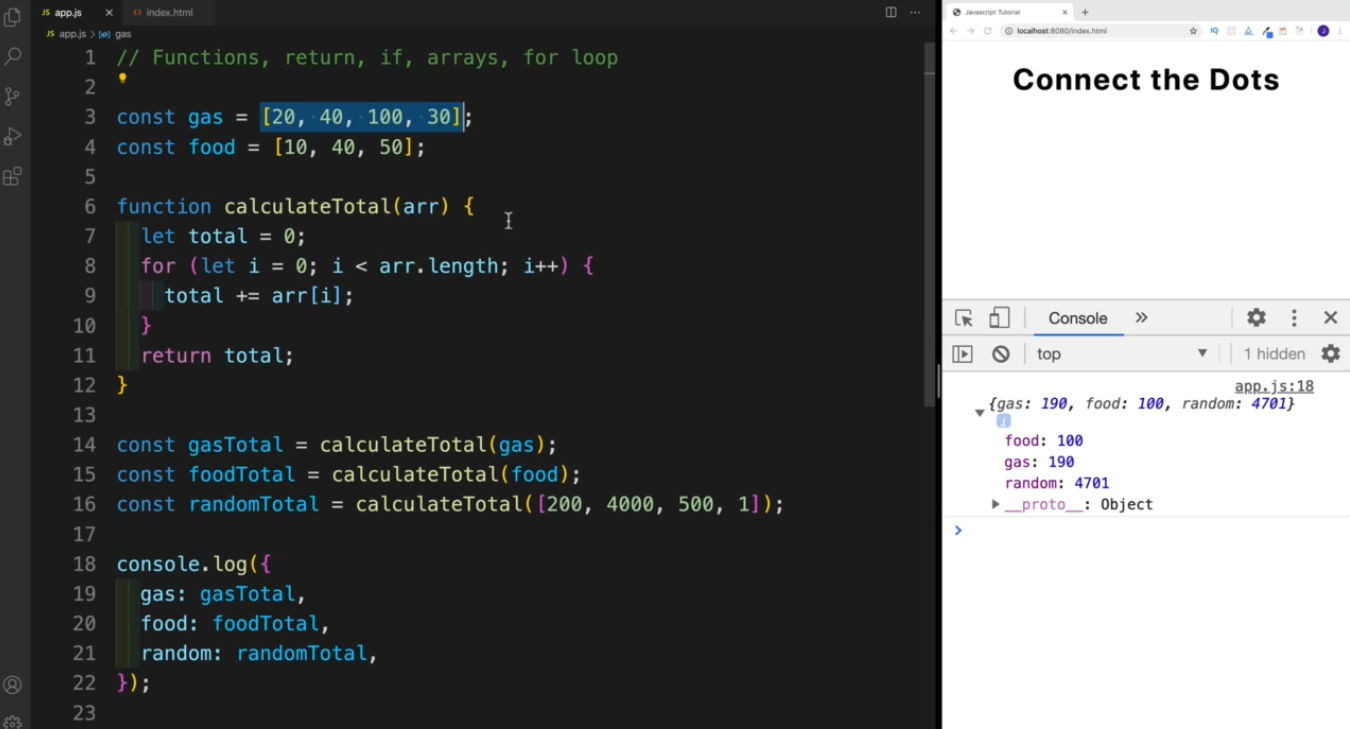 JS app.js × <> index.html
JS app.js > gas
1 // Functions, return, if, arrays, for loop
2
3 const gas = [20, 40, 100, 30];
4 const food = [10, 40, 50];
5
6 function calculateTotal(arr) {
7 let total = 0;
8 for (let i = 0; i < arr.length; i++) {
9 total += arr[i];
10 }
11 return total;
12 }
13
14 const gasTotal = calculateTotal(gas);
15 const foodTotal = calculateTotal(food);
16 const randomTotal = calculateTotal([200, 4000, 500, 1]);
17
18 console.log({
19 gas: gasTotal,
20 food: foodTotal,
21 random: randomTotal,
22 });
23
Javascript Tutorial × +
localhost:8080/index.html
Connect the Dots
Console »
top 1 hidden
app.js:18
{gas: 190, food: 100, random: 4701}
food: 100
gas: 190
random: 4701
__proto__: Object
>